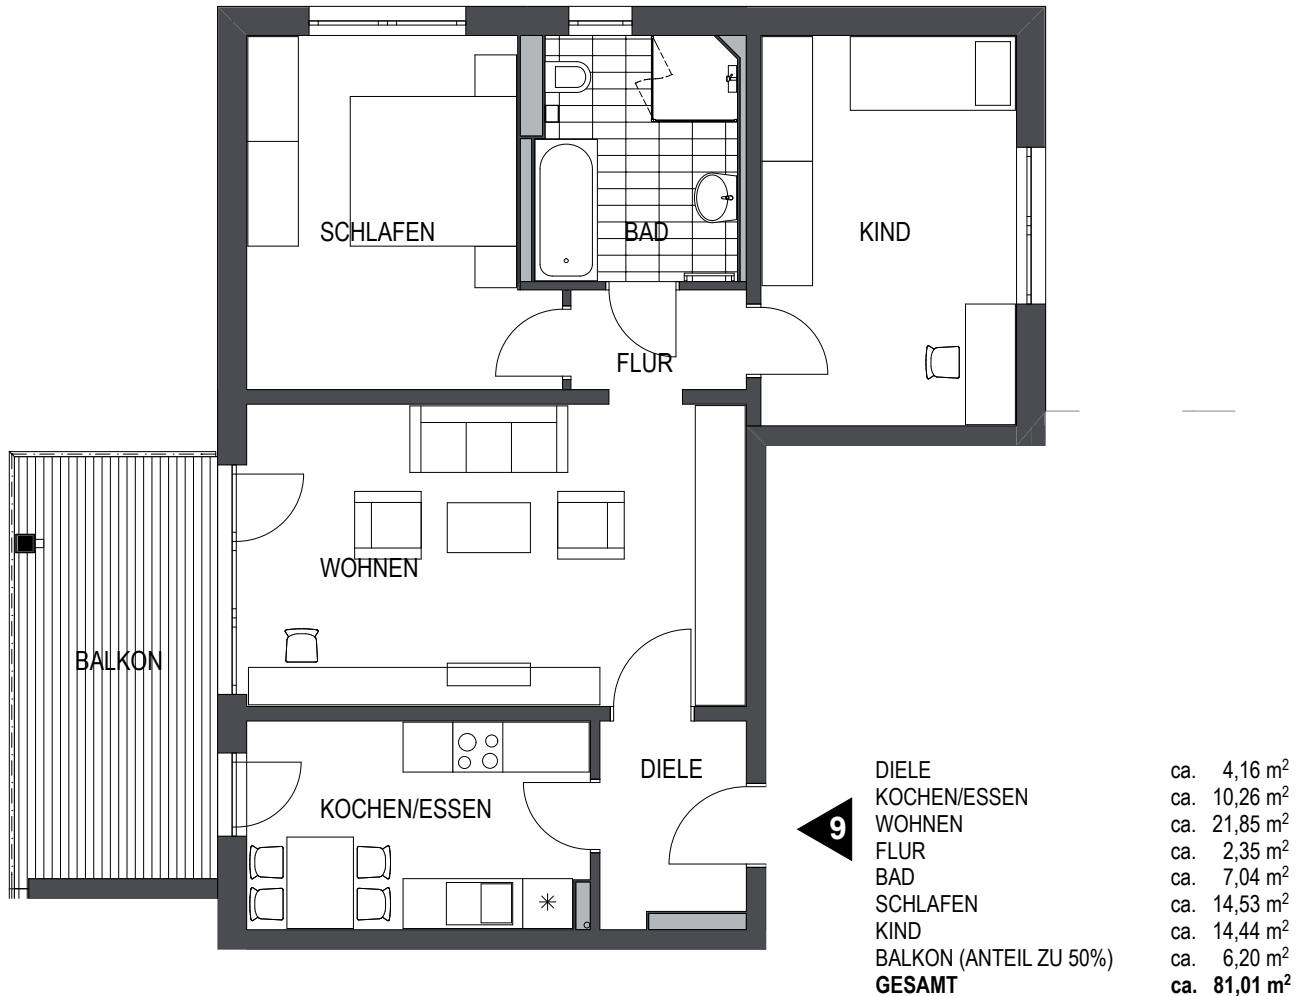 SCHLAFEN
BAD
KIND
FLUR
WOHNEN
BALKON
DIELE
KOCHEN/ESSEN
9
DIELE ca. 4,16 m²
KOCHEN/ESSEN ca. 10,26 m²
WOHNEN ca. 21,85 m²
FLUR ca. 2,35 m²
BAD ca. 7,04 m²
SCHLAFEN ca. 14,53 m²
KIND ca. 14,44 m²
BALKON (ANTEIL ZU 50%) ca. 6,20 m²
GESAMT ca. 81,01 m²